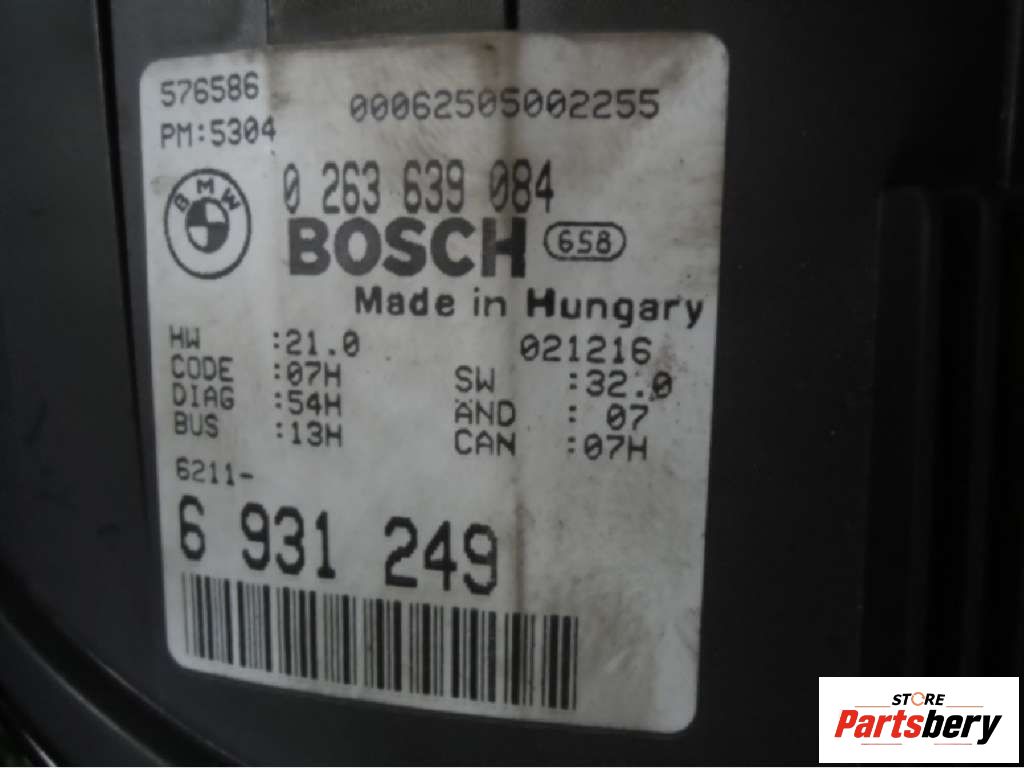 576586
00062505002255
PM:5304
BMW
0 263 639 084
BOSCH 658
Made in Hungary
HW :21.0 021216
CODE :07H SW :32.0
DIAG :54H AND : 07
BUS :13H CAN :07H
6211-
6 931 249
STORE
Partsbery